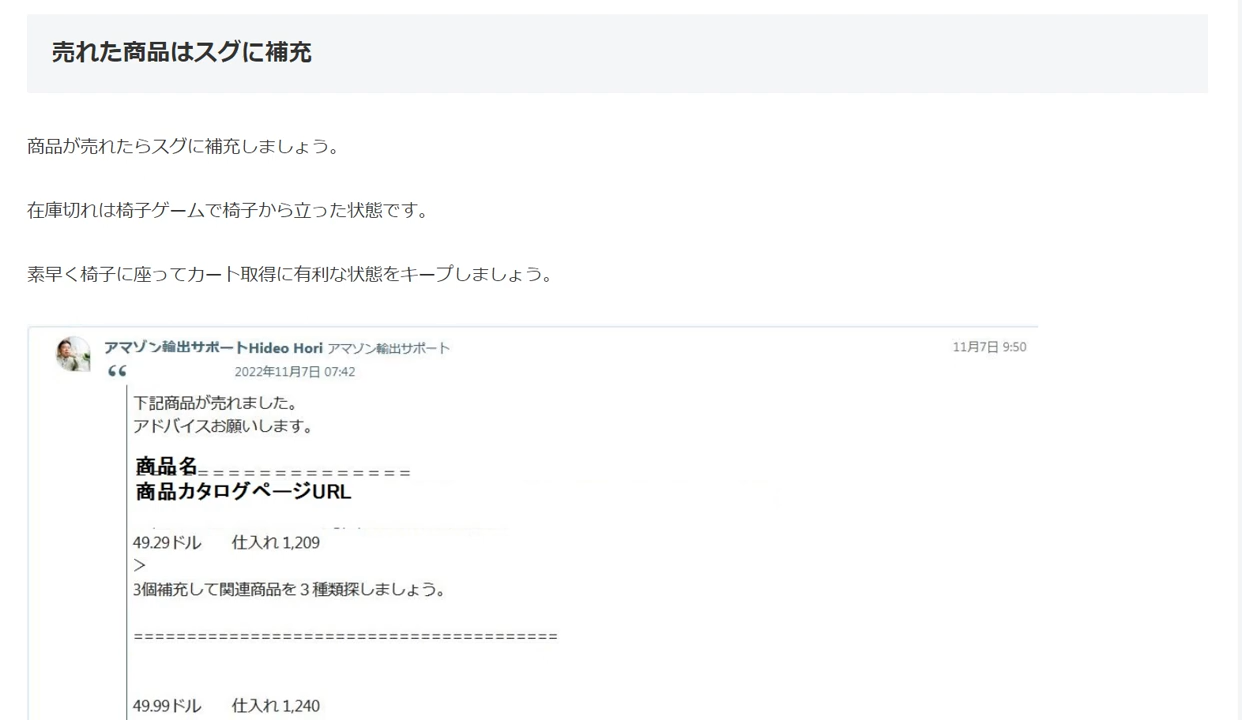 売れた商品はスグに補充
商品が売れたらスグに補充しましょう。
在庫切れは椅子ゲームで椅子から立った状態です。
素早く椅子に座ってカート取得に有利な状態をキープしましょう。
アマゾン輸出サポートHideo Hori アマゾン輸出サポート 11月7日 9:50
“ 2022年11月7日 07:42
下記商品が売れました。
アドバイスお願いします。
商品名==============
商品カタログページURL
49.29ドル 仕入れ 1,209
>
3個補充して関連商品を３種類探しましょう。
========================================
49.99ドル 仕入れ 1,240